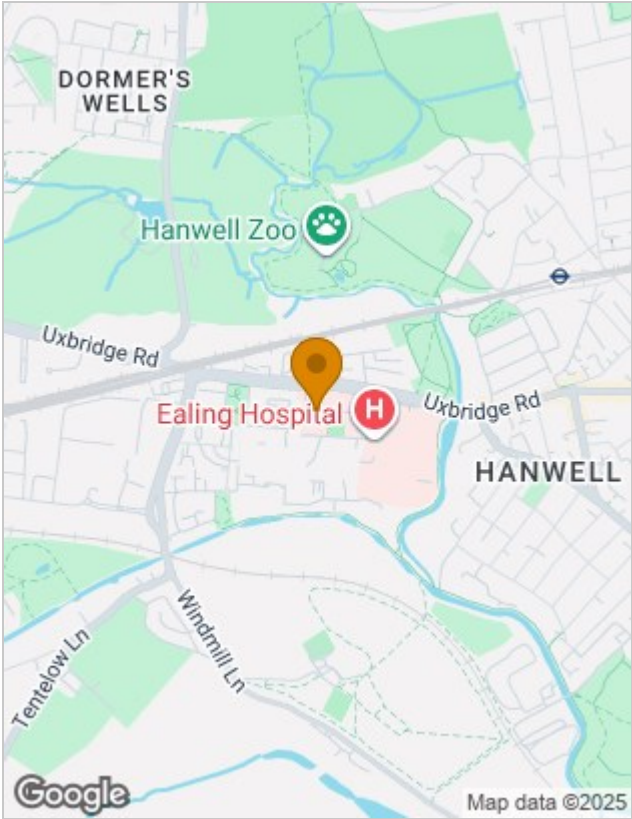 DORMER'S
WELLS
Hanwell Zoo
Uxbridge Rd
Ealing Hospital
H
Uxbridge Rd
HANWELL
Windmill Ln
Tentelow Ln
Google
Map data ©2025